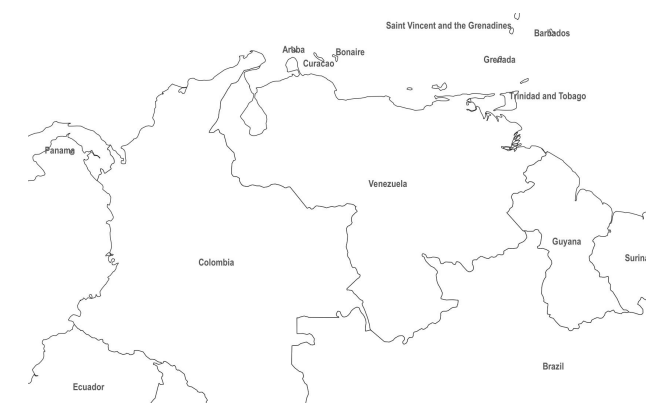 Saint Vincent and the Grenadines
Barbados
Aruba
Bonaire
Curacao
Grenada
Trinidad and Tobago
Panama
Venezuela
Guyana
Colombia
Surina
Brazil
Ecuador